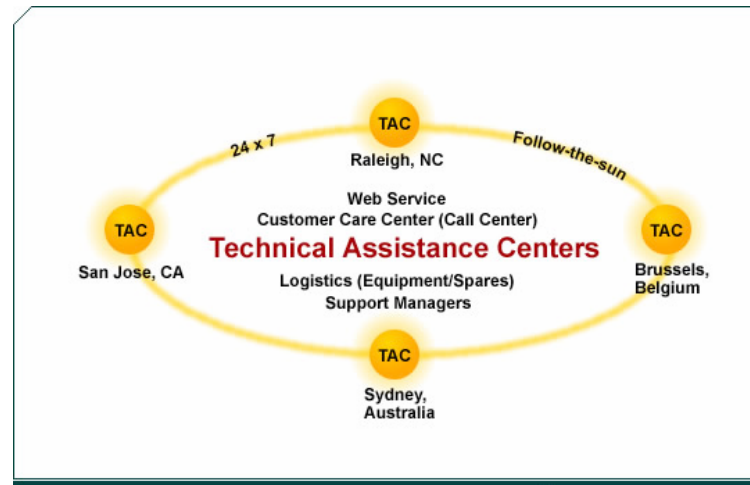 24 x 7
TAC
Follow-the-sun
Raleigh, NC
Web Service
Customer Care Center (Call Center)
TAC
Technical Assistance Centers
TAC
San Jose, CA
Logistics (Equipment/Spares)
Support Managers
Brussels,
Belgium
TAC
Sydney,
Australia